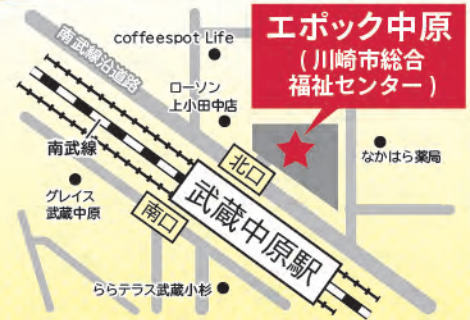 エポック中原
(川崎市総合
福祉センター)
coffeespot Life
南武線沿道路
ローソン
上小田中店
南武線
北口
なかはら薬局
グレイス
武蔵中原
南口
武蔵中原駅
ららテラス武蔵小杉